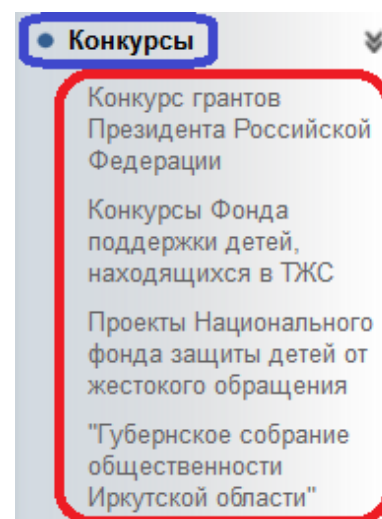 Конкурсы
Конкурс грантов
Президента Российской
Федерации
Конкурсы Фонда
поддержки детей,
находящихся в ТЖС
Проекты Национального
фонда защиты детей от
жестокого обращения
"Губернское собрание
общественности
Иркутской области"